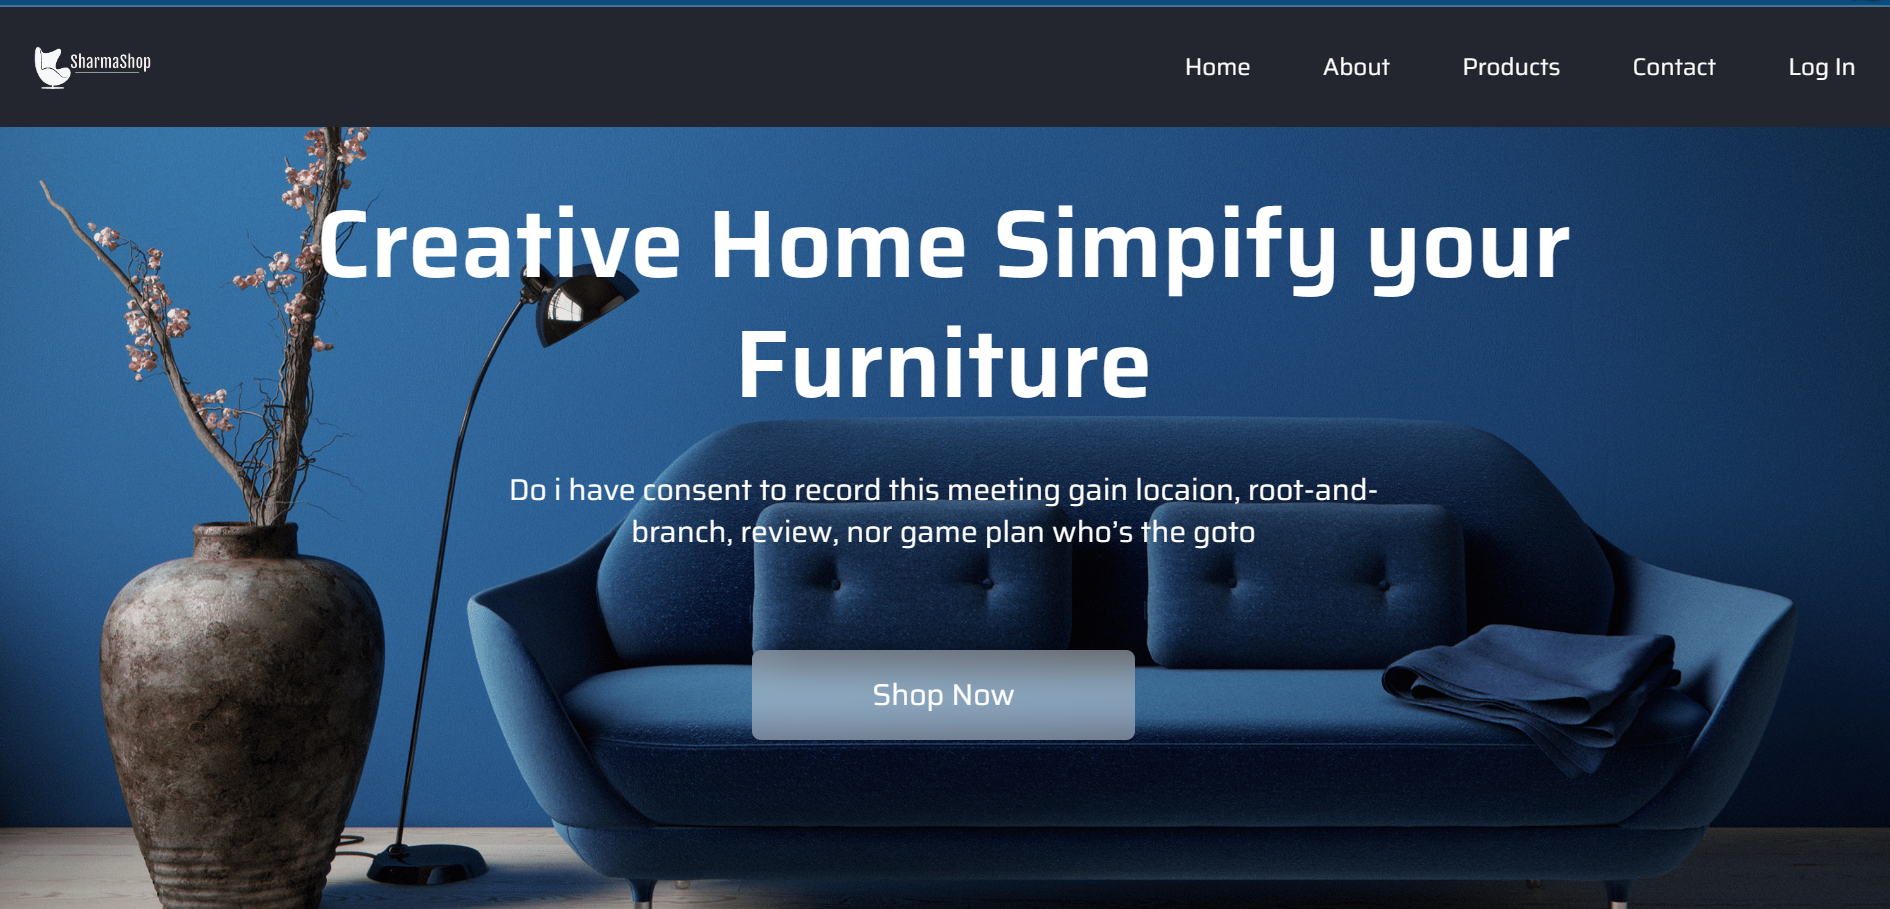 SharmaShop
Home
About
Products
Contact
Log In
Creative Home Simpify your
Furniture
Do i have consent to record this meeting gain locaion, root-and-
branch, review, nor game plan who’s the goto
Shop Now